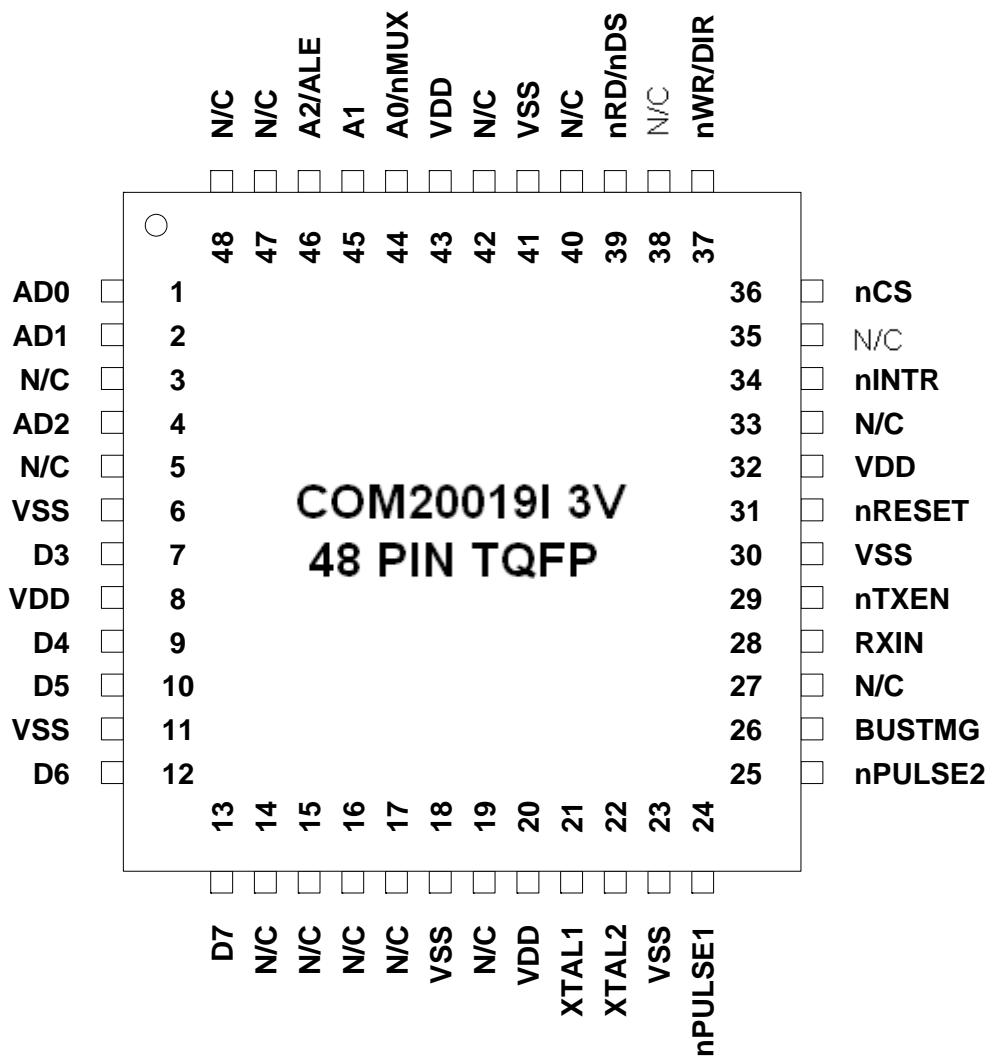 N/C
N/C
A2/ALE
A1
A0/nMUX
VDD
N/C
VSS
N/C
nRD/nDS
N/C
nWR/DIR
48
47
46
45
44
43
42
41
40
39
38
37
AD0 1
AD1 2
N/C 3
AD2 4
N/C 5
VSS 6
D3 7
VDD 8
D4 9
D5 10
VSS 11
D6 12
COM20019I 3V
48 PIN TQFP
36 nCS
35 N/C
34 nINTR
33 N/C
32 VDD
31 nRESET
30 VSS
29 nTXEN
28 RXIN
27 N/C
26 BUSTMG
25 nPULSE2
13
14
15
16
17
18
19
20
21
22
23
24
D7
N/C
N/C
N/C
N/C
VSS
N/C
VDD
XTAL1
XTAL2
VSS
nPULSE1